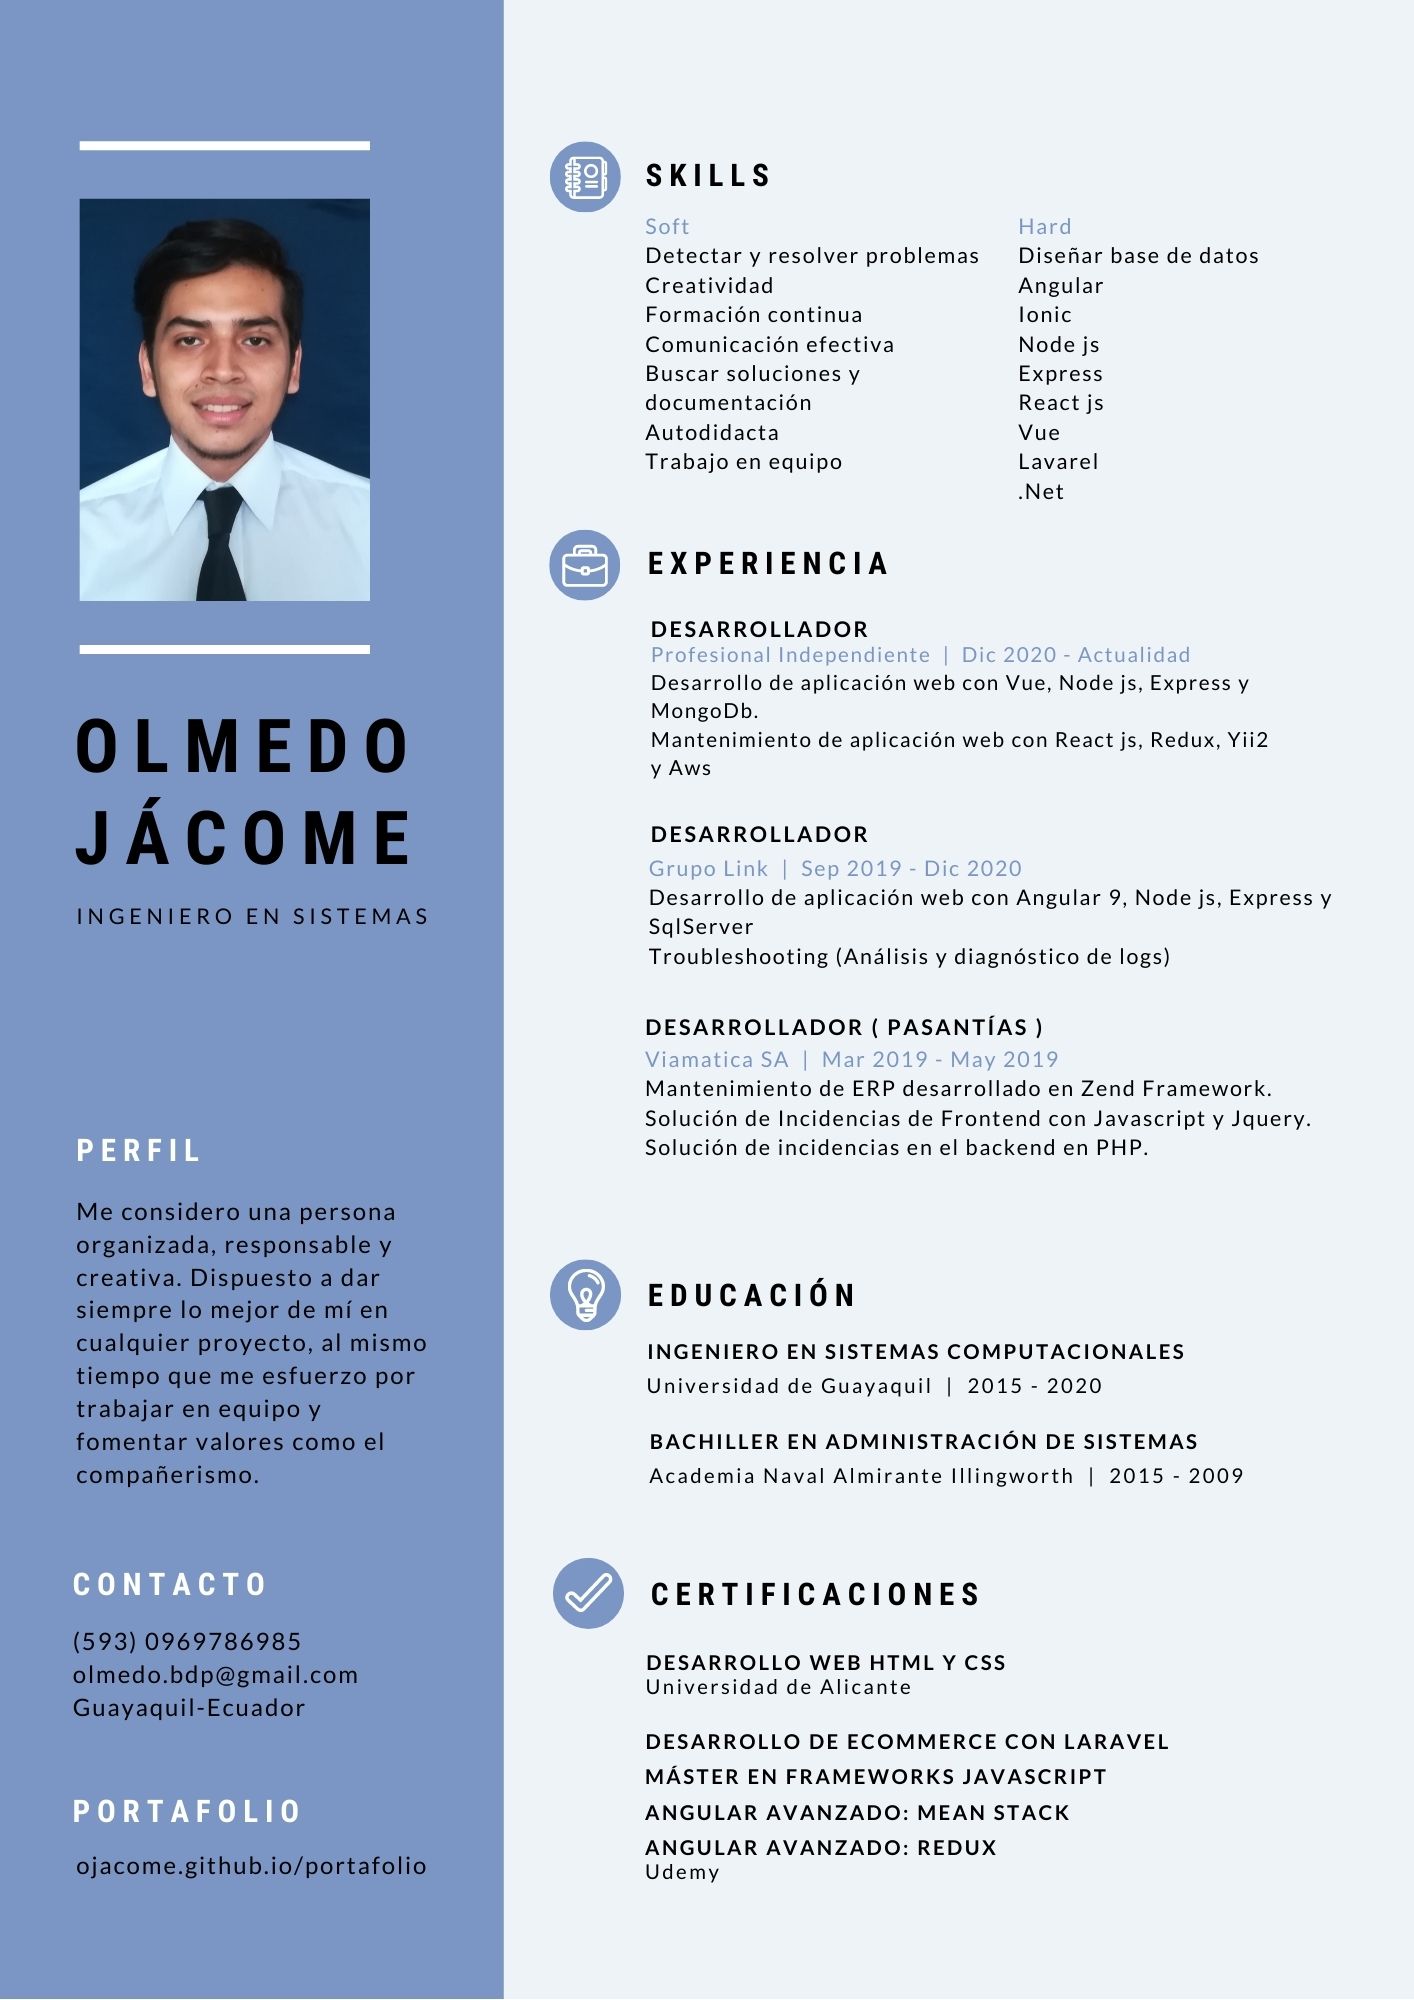 OLMEDO
JÁCOME
INGENIERO EN SISTEMAS
PERFIL
Me considero una persona
organizada, responsable y
creativa. Dispuesto a dar
siempre lo mejor de mí en
cualquier proyecto, al mismo
tiempo que me esfuerzo por
trabajar en equipo y
fomentar valores como el
compañerismo.
CONTACTO
(593) 0969786985
olmedo.bdp@gmail.com
Guayaquil-Ecuador
PORTAFOLIO
ojacome.github.io/portafolio
SKILLS
Soft
Detectar y resolver problemas
Creatividad
Formación continua
Comunicación efectiva
Buscar soluciones y
documentación
Autodidacta
Trabajo en equipo
Hard
Diseñar base de datos
Angular
Ionic
Node js
Express
React js
Vue
Lavarel
.Net
EXPERIENCIA
DESARROLLADOR
Profesional Independiente | Dic 2020 - Actualidad
Desarrollo de aplicación web con Vue, Node js, Express y
MongoDb.
Mantenimiento de aplicación web con React js, Redux, Yii2
y Aws
DESARROLLADOR
Grupo Link | Sep 2019 - Dic 2020
Desarrollo de aplicación web con Angular 9, Node js, Express y
SqlServer
Troubleshooting (Análisis y diagnóstico de logs)
DESARROLLADOR ( PASANTÍAS )
Viamatica SA | Mar 2019 - May 2019
Mantenimiento de ERP desarrollado en Zend Framework.
Solución de Incidencias de Frontend con Javascript y Jquery.
Solución de incidencias en el backend en PHP.
EDUCACIÓN
INGENIERO EN SISTEMAS COMPUTACIONALES
Universidad de Guayaquil | 2015 - 2020
BACHILLER EN ADMINISTRACIÓN DE SISTEMAS
Academia Naval Almirante Illingworth | 2015 - 2009
CERTIFICACIONES
DESARROLLO WEB HTML Y CSS
Universidad de Alicante
DESARROLLO DE ECOMMERCE CON LARAVEL
MÁSTER EN FRAMEWORKS JAVASCRIPT
ANGULAR AVANZADO: MEAN STACK
ANGULAR AVANZADO: REDUX
Udemy